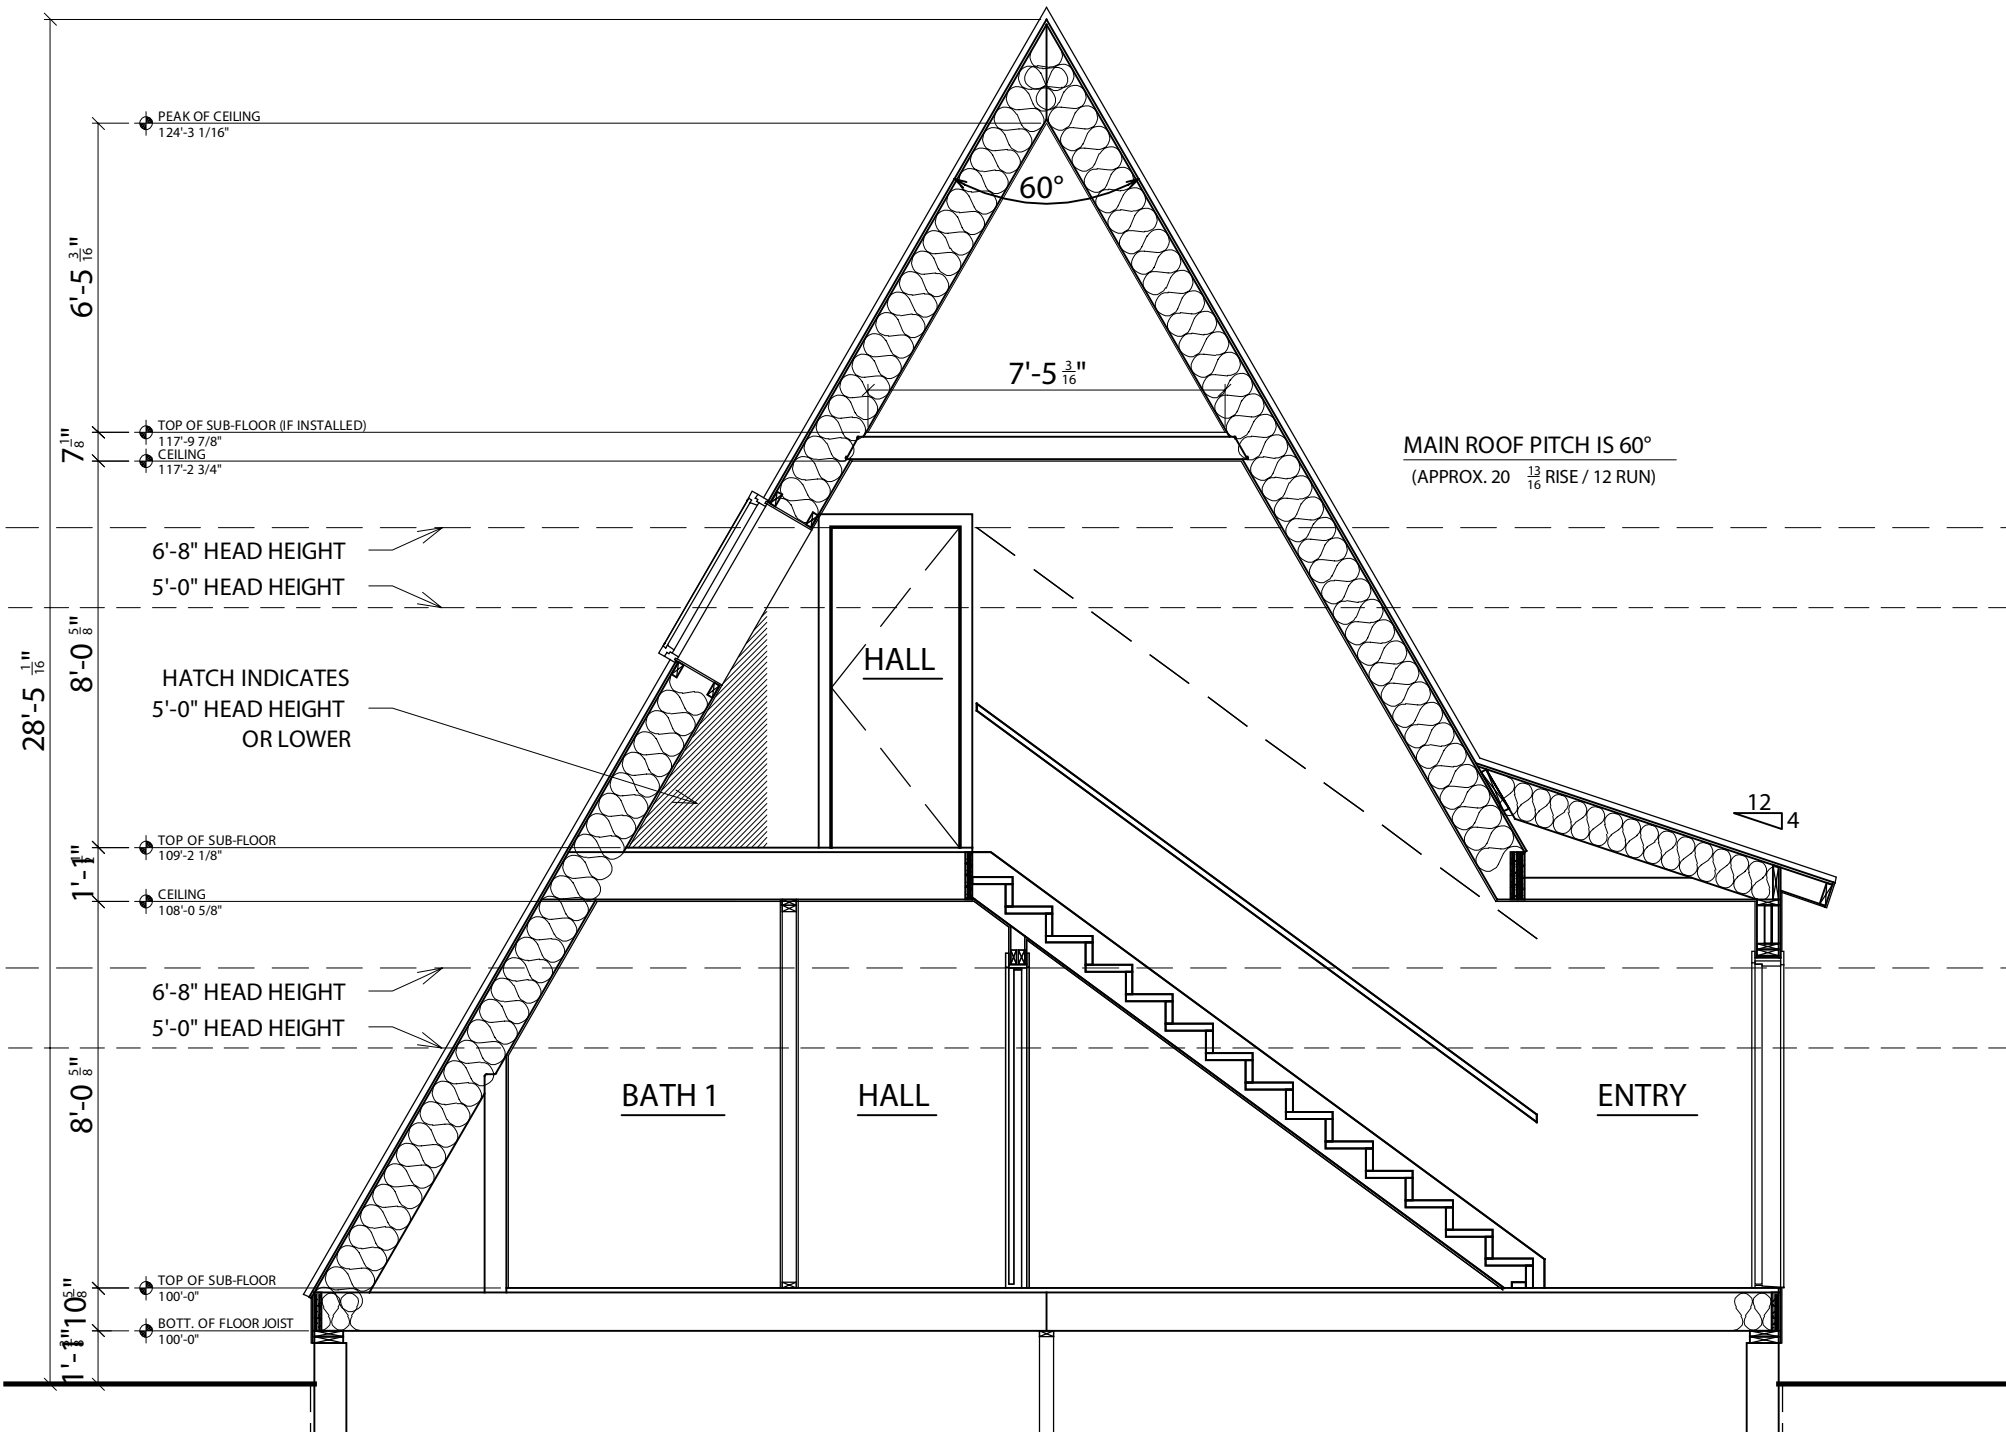 PEAK OF CEILING
124'-3 1/16"
60°
6'-5 3/16"
7'-5 3/16"
TOP OF SUB-FLOOR (IF INSTALLED)
117'-9 7/8"
7 1/8"
CEILING
117'-2 3/4"
MAIN ROOF PITCH IS 60°
(APPROX. 20 13/16 RISE / 12 RUN)
6'-8" HEAD HEIGHT
5'-0" HEAD HEIGHT
28'-5 1/16"
8'-0 5/8"
HALL
HATCH INDICATES
5'-0" HEAD HEIGHT
OR LOWER
12
4
TOP OF SUB-FLOOR
109'-2 1/8"
CEILING
108'-0 5/8"
6'-8" HEAD HEIGHT
5'-0" HEAD HEIGHT
8'-0 5/8"
BATH 1
HALL
ENTRY
TOP OF SUB-FLOOR
100'-0"
10 5/8"
BOTT. OF FLOOR JOIST
100'-0"